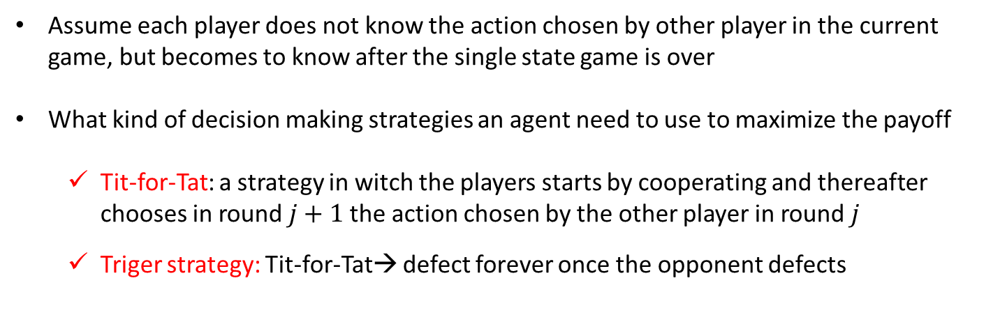 • Assume each player does not know the action chosen by other player in the current
game, but becomes to know after the single state game is over
• What kind of decision making strategies an agent need to use to maximize the payoff
✓ Tit-for-Tat: a strategy in witch the players starts by cooperating and thereafter
chooses in round j + 1 the action chosen by the other player in round j
✓ Triger strategy: Tit-for-Tat→ defect forever once the opponent defects